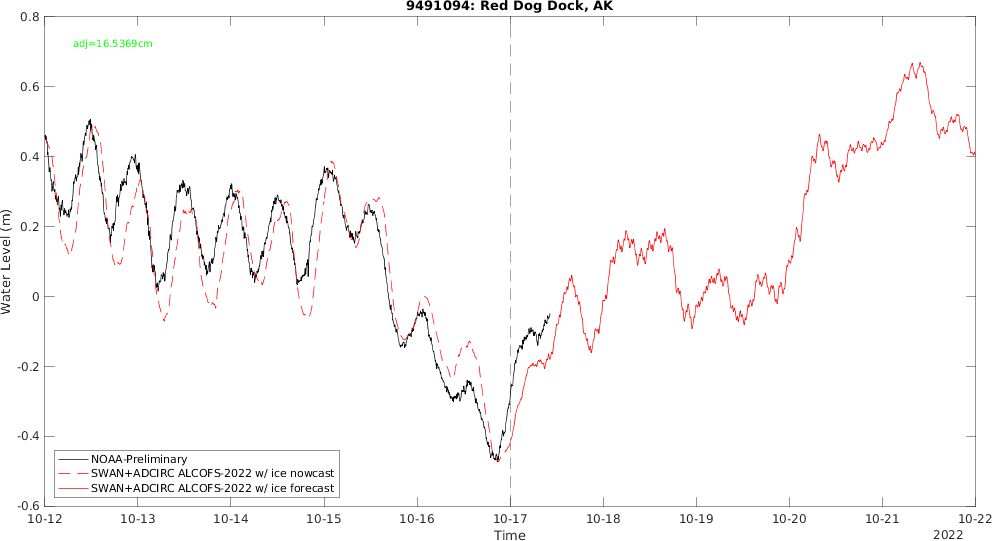 9491094: Red Dog Dock, AK
adj=16.5369cm
Water Level (m)
0.8
0.6
0.4
0.2
0
-0.2
-0.4
-0.6
NOAA-Preliminary
SWAN+ADCIRC ALCOFS-2022 w/ ice nowcast
SWAN+ADCIRC ALCOFS-2022 w/ ice forecast
10-12 10-13 10-14 10-15 10-16 10-17 10-18 10-19 10-20 10-21 10-22
Time
2022